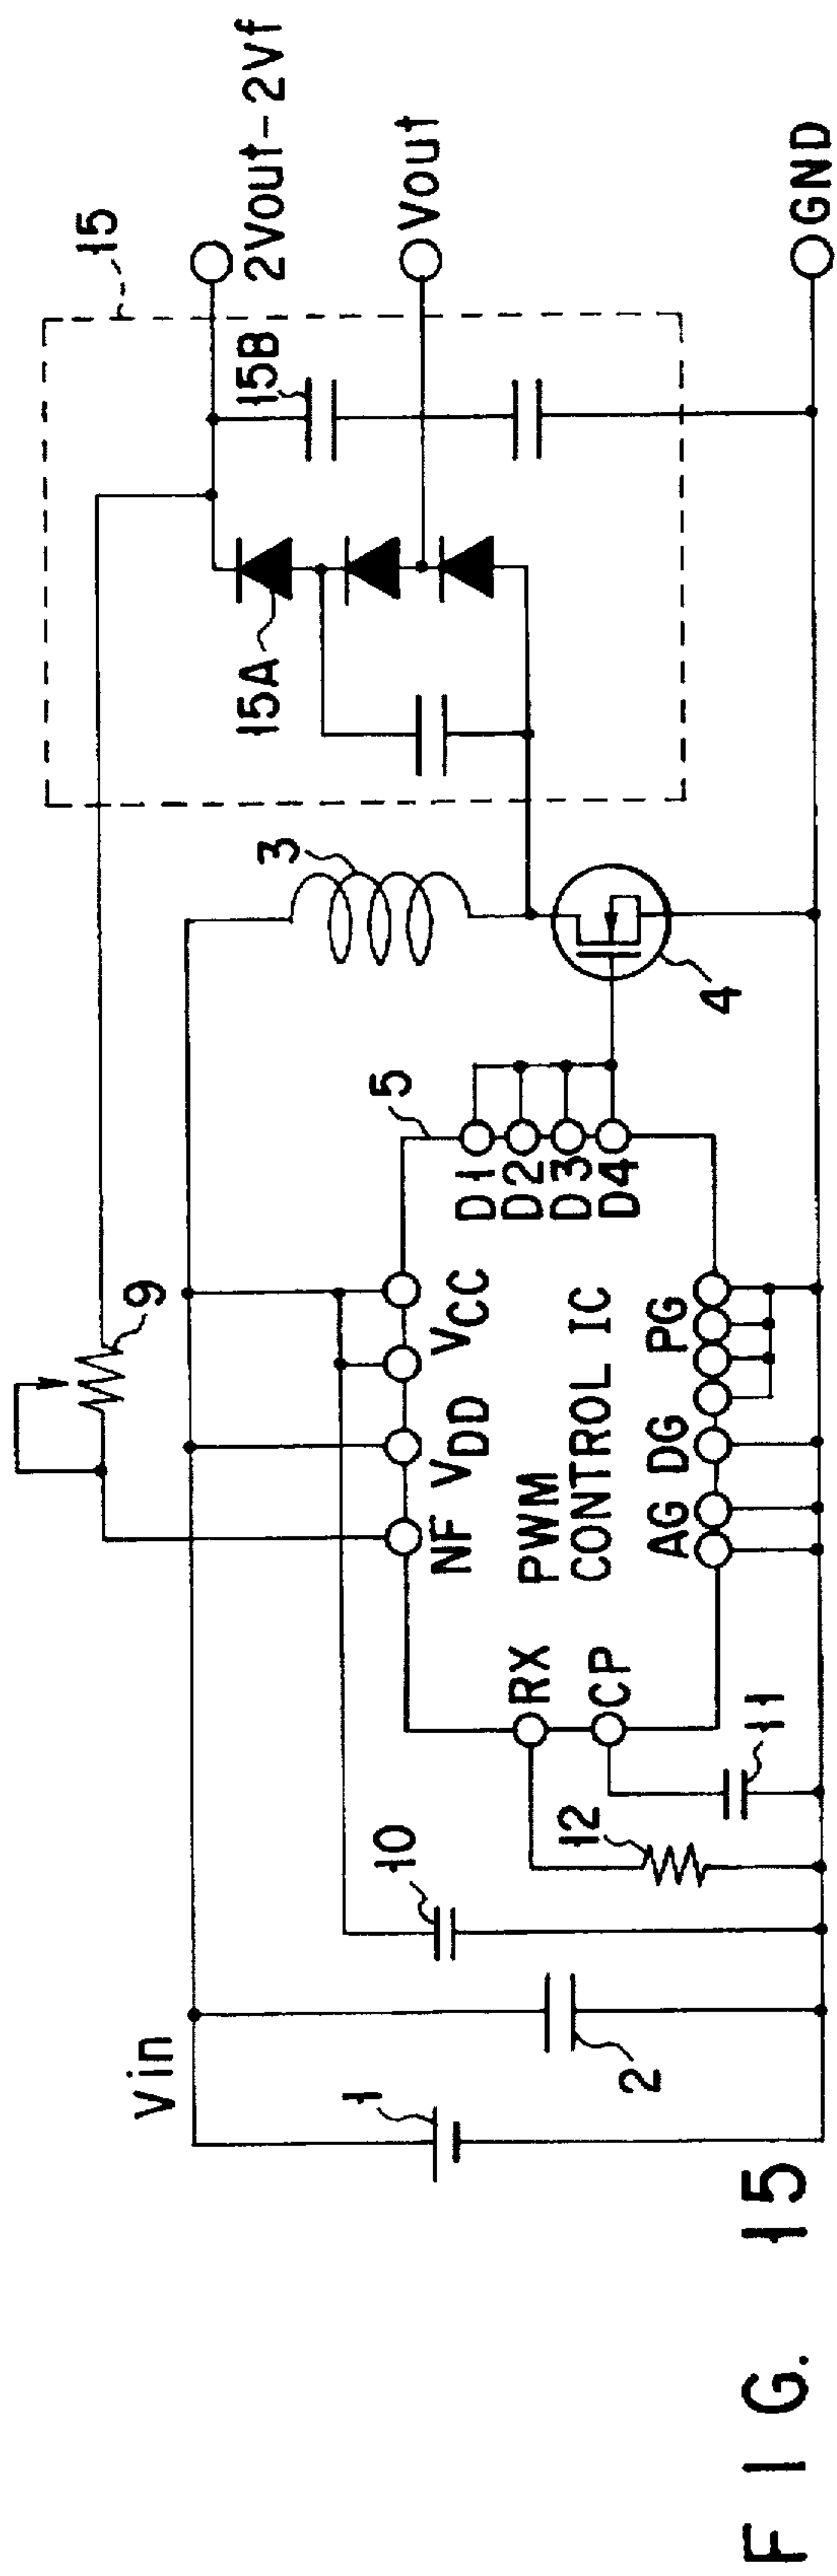 15
2Vout-2Vf
15B
Vout
15A
3
9
5
4
GND
Vin
1
2
10
12
11
NF
VDD
VCC
D1
D2
D3
D4
RX
CP
PWM
CONTROL IC
AG
DG
PG
FIG. 15